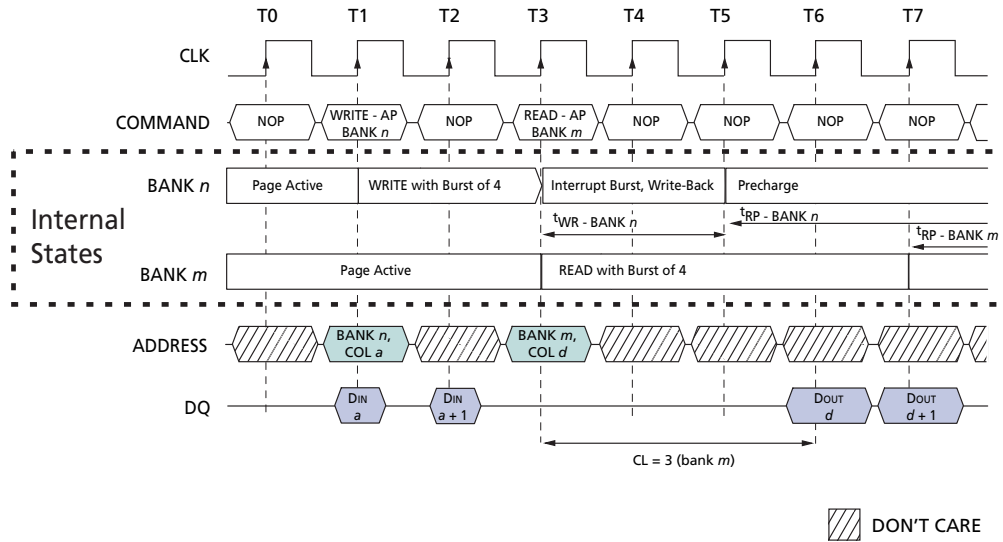 T0 T1 T2 T3 T4 T5 T6 T7
CLK
COMMAND NOP WRITE - AP BANK n NOP READ - AP BANK m NOP NOP NOP NOP
Internal States
BANK n Page Active WRITE with Burst of 4 Interrupt Burst, Write-Back Precharge
tWR - BANK n tRP - BANK n
tRP - BANK m
BANK m Page Active READ with Burst of 4
ADDRESS BANK n, COL a BANK m, COL d
DQ DIN a DIN a + 1 DOUT d DOUT d + 1
CL = 3 (bank m)
DON'T CARE